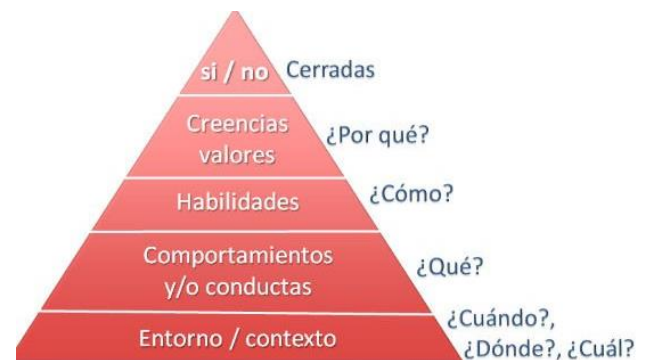 si / no
Cerradas
Creencias
valores
¿Por qué?
Habilidades
¿Cómo?
Comportamientos
y/o conductas
¿Qué?
Entorno / contexto
¿Cuándo?,
¿Dónde?, ¿Cuál?